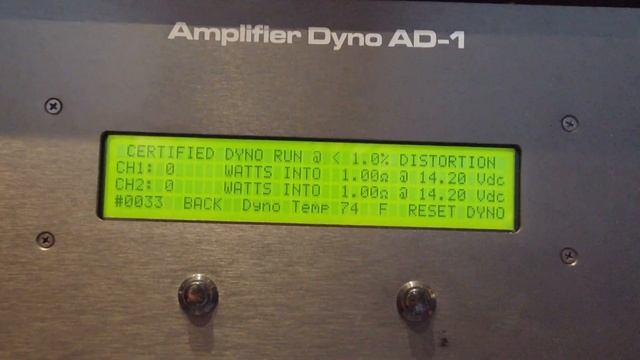 Amplifier Dyno AD-1
CERTIFIED DYNO RUN @ < 1.0% DISTORTION
CH1: 0 WATTS INTO 1.00Ω @ 14.20 Vdc
CH2: 0 WATTS INTO 1.00Ω @ 14.20 Vdc
#0033 BACK Dyno Temp 74 F RESET DYNO